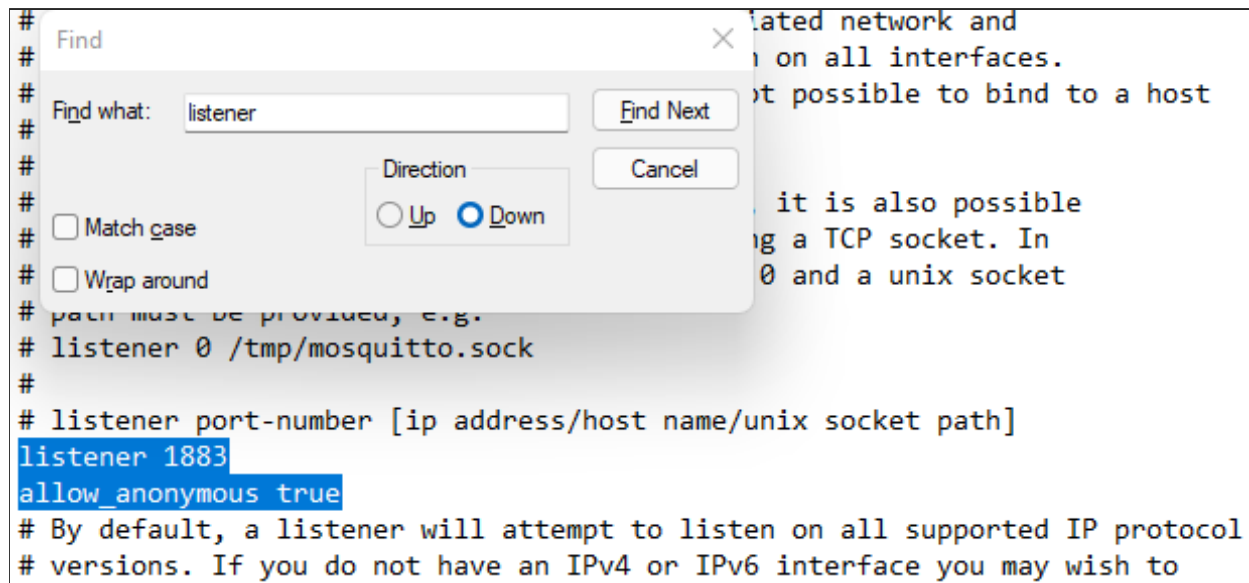 # iated network and
Find
# on all interfaces.
# ot possible to bind to a host
Find what: listener Find Next
#
# Direction Cancel
# it is also possible
Up Down
# Match case g a TCP socket. In
# Wrap around 0 and a unix socket
# path must be provided, e.g.
# listener 0 /tmp/mosquitto.sock
#
# listener port-number [ip address/host name/unix socket path]
listener 1883
allow_anonymous true
# By default, a listener will attempt to listen on all supported IP protocol
# versions. If you do not have an IPv4 or IPv6 interface you may wish to